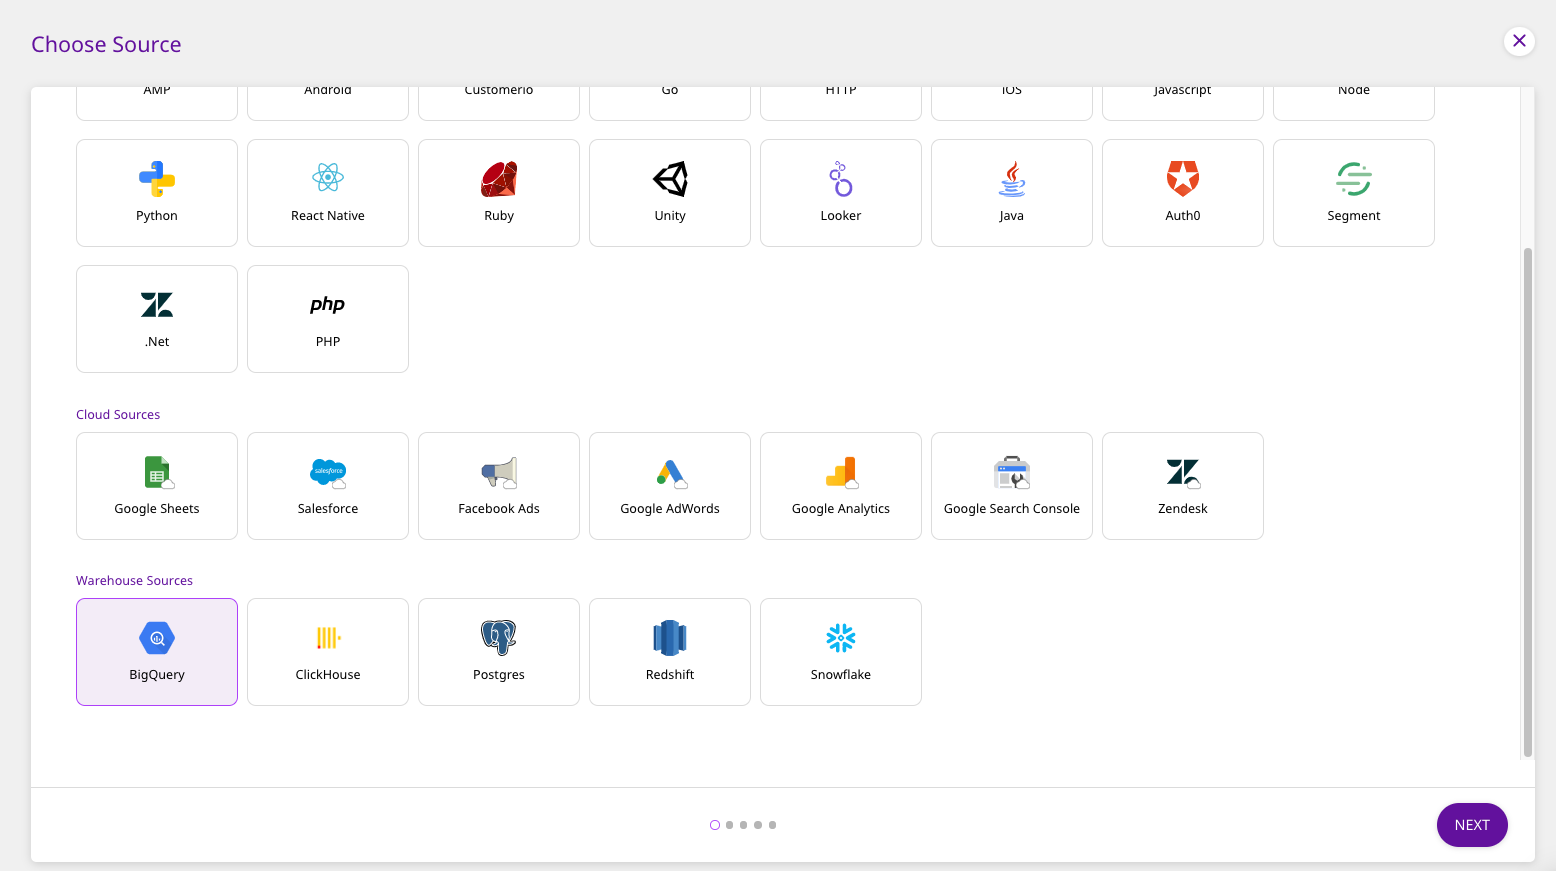 Choose Source
AMP Android Customerio Go HTTP iOS Javascript Node
Python React Native Ruby Unity Looker Java Auth0 Segment
php
.Net PHP
Cloud Sources
salesforce
Google Sheets Salesforce Facebook Ads Google AdWords Google Analytics Google Search Console Zendesk
Warehouse Sources
BigQuery ClickHouse Postgres Redshift Snowflake
NEXT